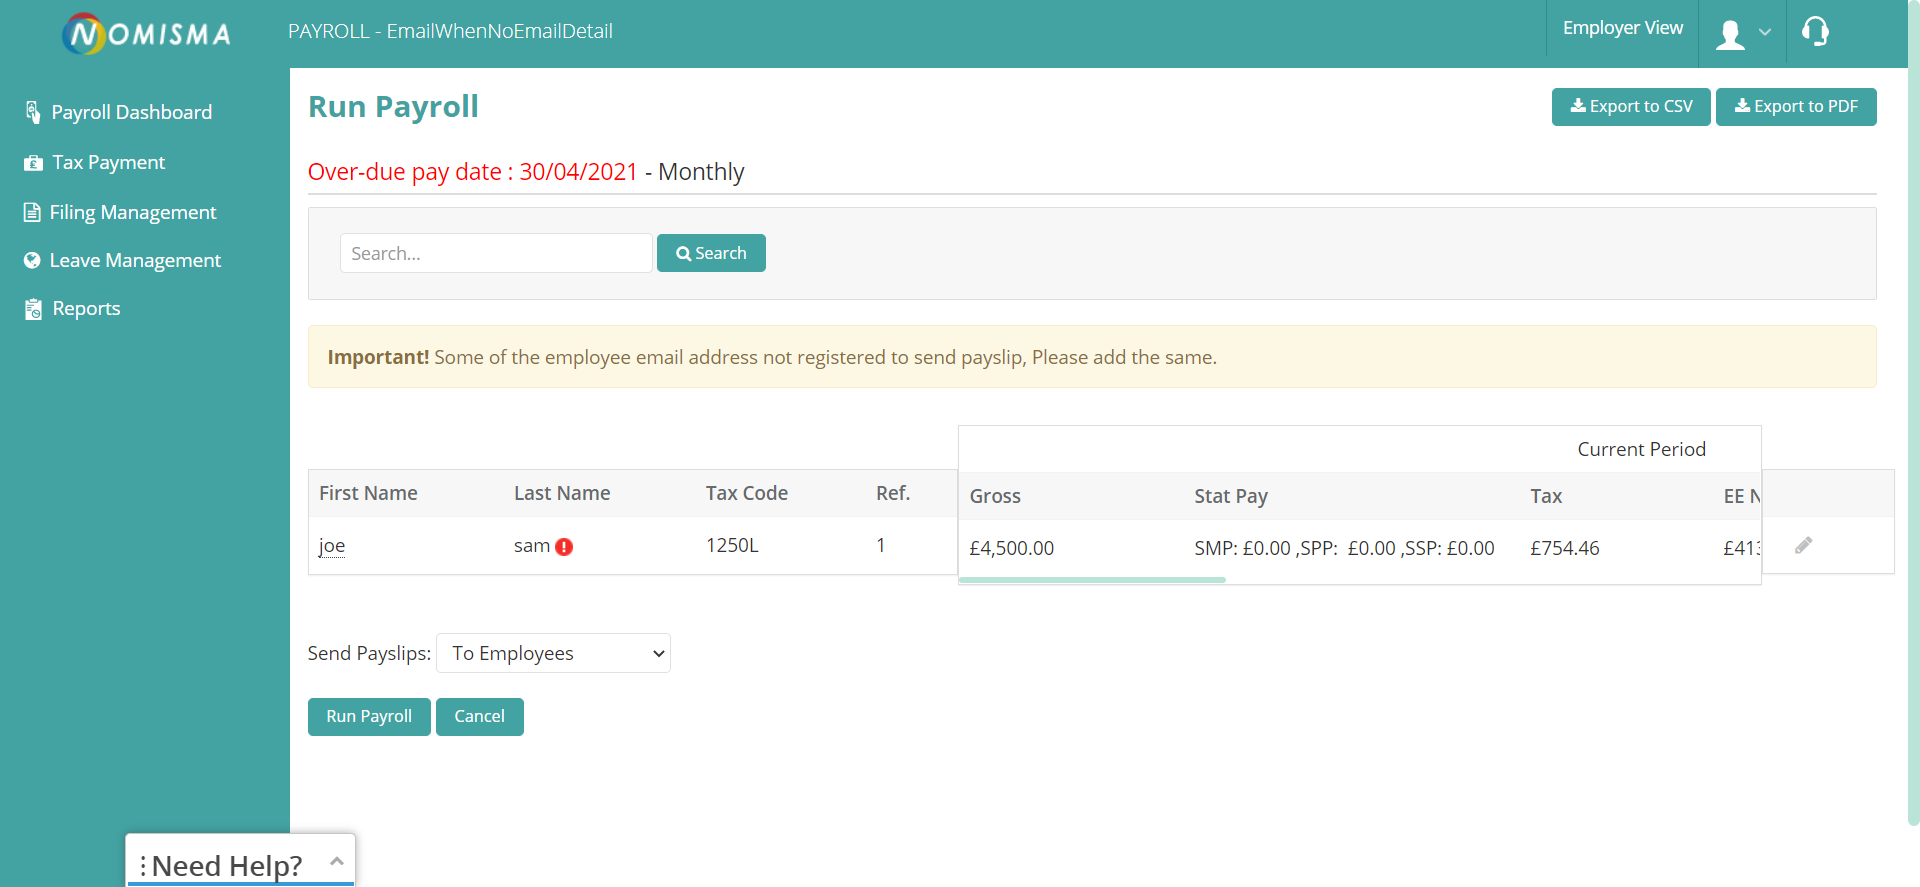 NOMISMA
PAYROLL - EmailWhenNoEmailDetail
Employer View
Payroll Dashboard
Tax Payment
Filing Management
Leave Management
Reports
Run Payroll
Export to CSV
Export to PDF
Over-due pay date : 30/04/2021 - Monthly
Search...
Search
Important! Some of the employee email address not registered to send payslip, Please add the same.
Current Period
First Name Last Name Tax Code Ref. Gross Stat Pay Tax EE N
joe sam 1250L 1 £4,500.00 SMP: £0.00 ,SPP: £0.00 ,SSP: £0.00 £754.46 £413
Send Payslips: To Employees
Run Payroll Cancel
Need Help?